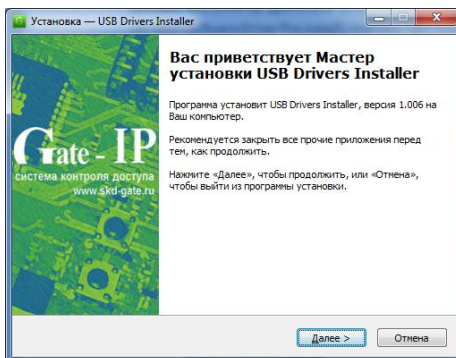 Установка — USB Drivers Installer
Вас приветствует Мастер
установки USB Drivers Installer
Программа установит USB Drivers Installer, версия 1.006 на
Ваш компьютер.
Рекомендуется закрыть все прочие приложения перед
тем, как продолжить.
Нажмите «Далее», чтобы продолжить, или «Отмена»,
чтобы выйти из программы установки.
Gate - IP
система контроля доступа
www.skd-gate.ru
Далее >
Отмена